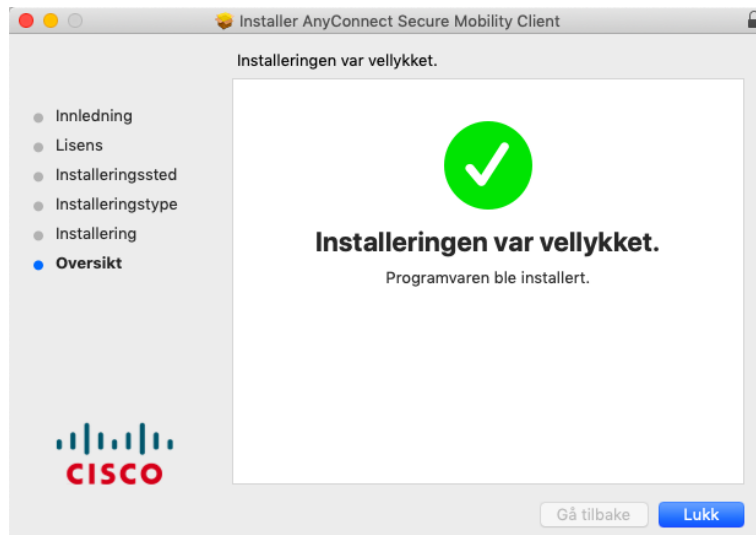 Installer AnyConnect Secure Mobility Client
Installeringen var vellykket.
Innledning
Lisens
Installeringssted
Installeringstype
Installering
Oversikt
Installeringen var vellykket.
Programvaren ble installert.
CISCO
Gå tilbake
Lukk